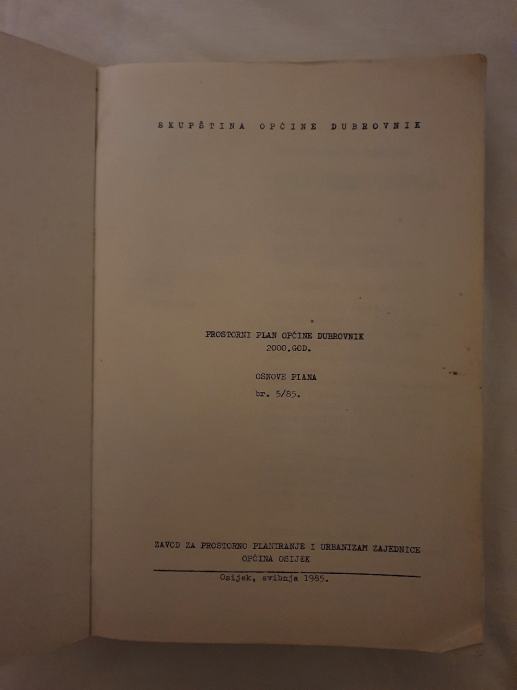 SKUPŠTINA OPĆINE DUBROVNIK
PROSTORNI PLAN OPĆINE DUBROVNIK
2000.GOD.
OSNOVE PLANA
br. 5/85.
ZAVOD ZA PROSTORNO PLANIRANJE I URBANIZAM ZAJEDNICE
OPĆINA OSIJEK
Osijek, svibnja 1985.